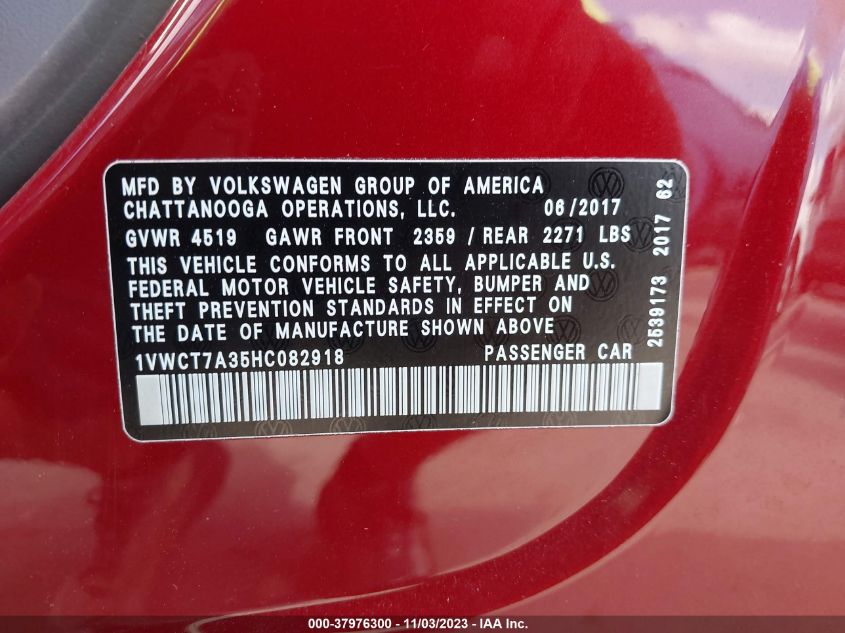 MFD BY VOLKSWAGEN GROUP OF AMERICA
CHATTANOOGA OPERATIONS, LLC. 06/2017
GVWR 4519 GAWR FRONT 2359 / REAR 2271 LBS
THIS VEHICLE CONFORMS TO ALL APPLICABLE U.S.
FEDERAL MOTOR VEHICLE SAFETY, BUMPER AND
THEFT PREVENTION STANDARDS IN EFFECT ON
THE DATE OF MANUFACTURE SHOWN ABOVE
1VWCT7A35HC082918 PASSENGER CAR
2539173 2017 62
000-37976300 - 11/03/2023 - IAA Inc.